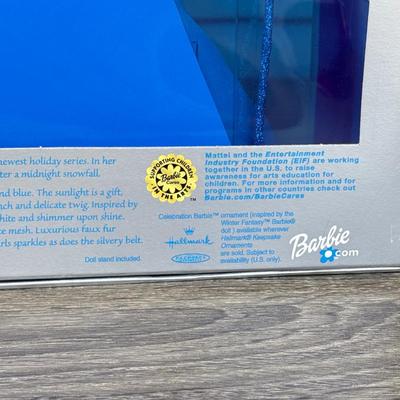 newest holiday series. In her
ter a midnight snowfall.
nd blue. The sunlight is a gift,
nch and delicate twig. Inspired by
hite and shimmer upon shine.
e mesh. Luxurious faux fur
rls sparkles as does the silvery belt.
Doll stand included.
SUPPORTING CHILDREN
Barbie
Cares
IN THE ARTS
Mattel and the Entertainment
Industry Foundation (EIF) are working
together in the U.S. to raise
awareness for arts education for
children. For more information and for
programs in other countries check out
Barbie.com/BarbieCares
Celebration Barbie™ ornament (inspired by the
Winter Fantasy™ Barbie®
doll ) available wherever
Hallmark® Keepsake
Ornaments
are sold. Subject to
availability (U.S. only).
Hallmark
Barbie
.com